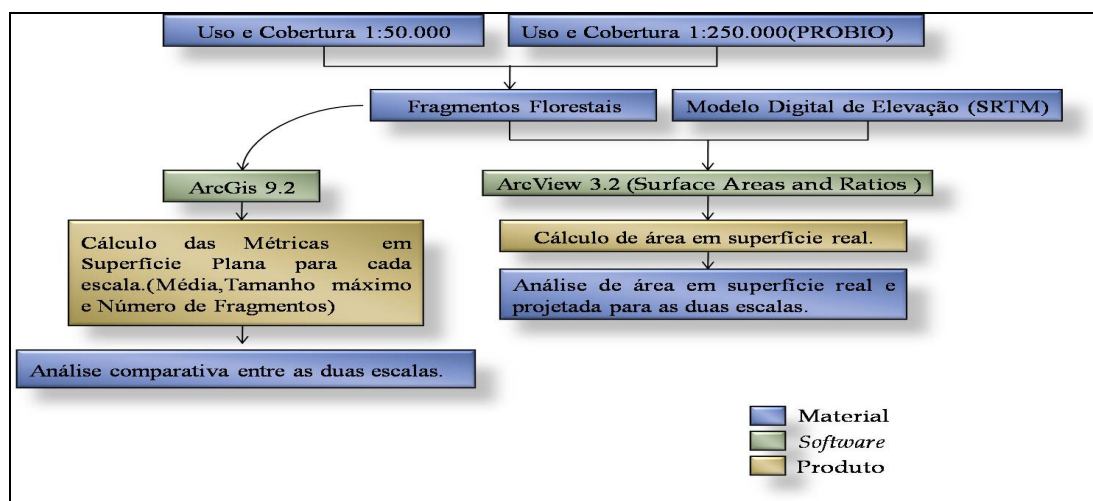 Uso e Cobertura 1:50.000
Uso e Cobertura 1:250.000(PROBIO)
Fragmentos Florestais
Modelo Digital de Elevação (SRTM)
ArcGis 9.2
ArcView 3.2 (Surface Areas and Ratios )
Cálculo das Métricas em
Superfície Plana para cada
escala.(Média,Tamanho máximo
e Número de Fragmentos)
Cálculo de área em superfície real.
Análise de área em superfície real e
projetada para as duas escalas.
Análise comparativa entre as duas escalas.
Material
Software
Produto